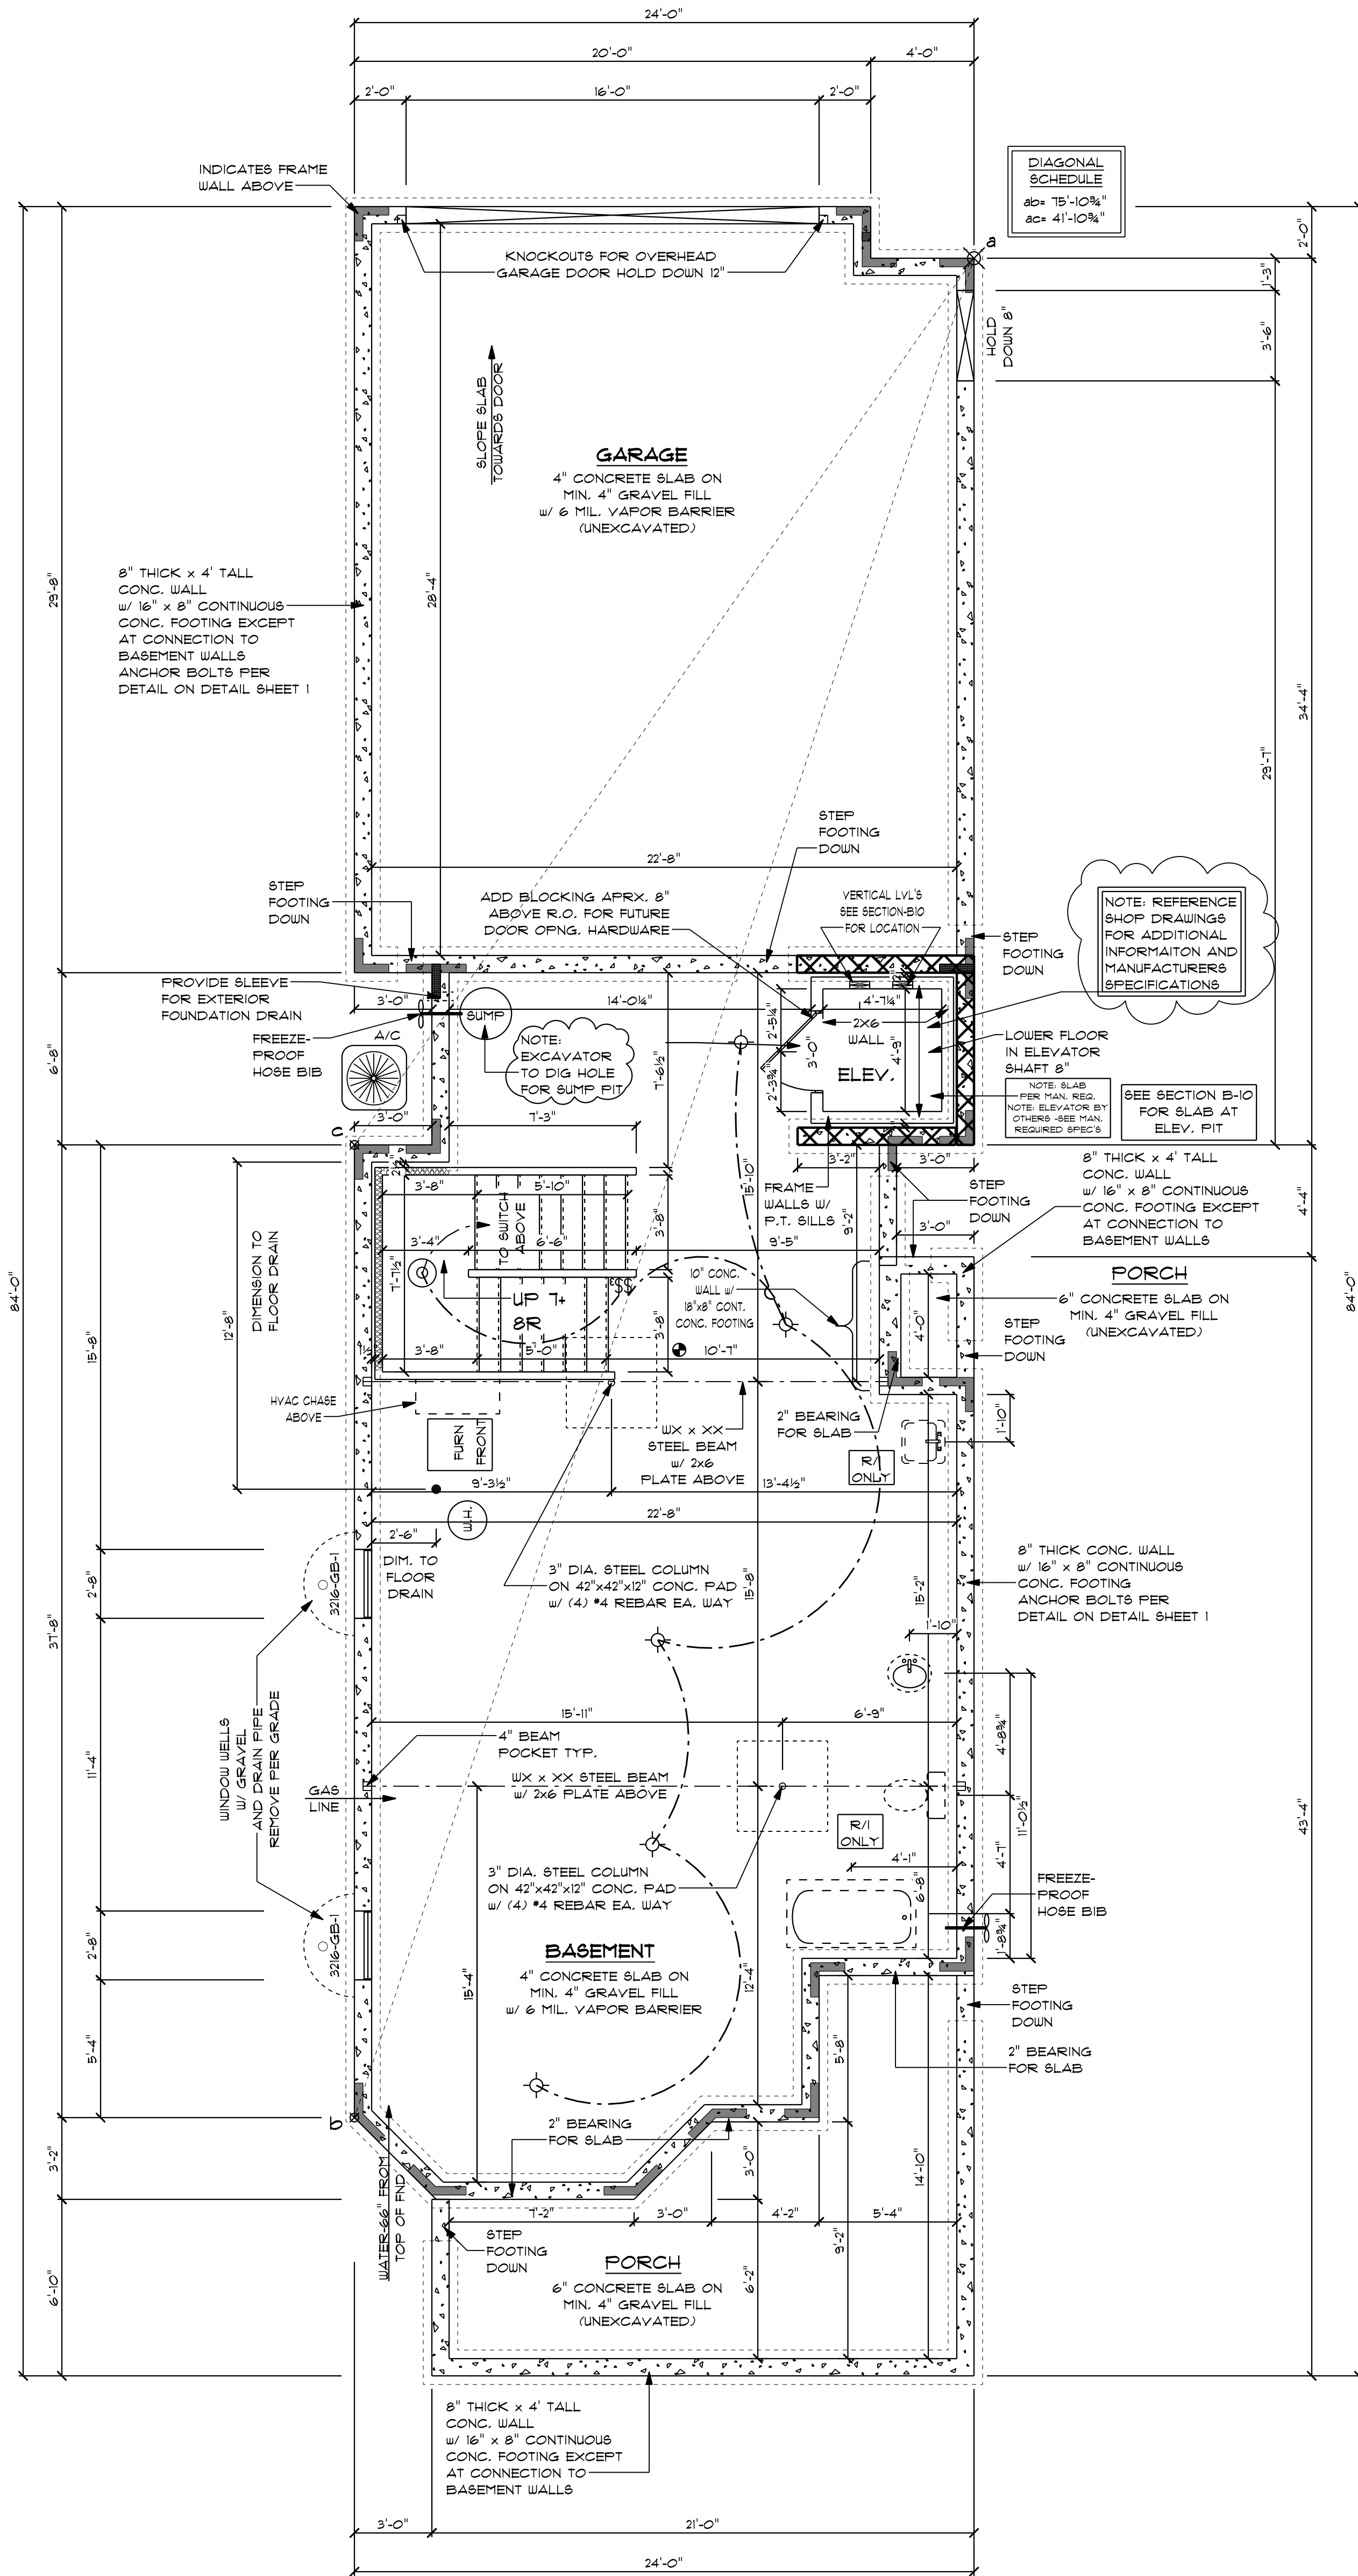 24'-0"
20'-0"
4'-0"
2'-0"
16'-0"
2'-0"
INDICATES FRAME
WALL ABOVE
DIAGONAL
SCHEDULE
ab= 75'-10¾"
ac= 41'-10¾"
a
KNOCKOUTS FOR OVERHEAD
GARAGE DOOR HOLD DOWN 12"
2'-0"
1'-3"
3'-6"
HOLD
DOWN 8"
SLOPE SLAB
TOWARDS DOOR
GARAGE
4" CONCRETE SLAB ON
MIN. 4" GRAVEL FILL
w/ 6 MIL. VAPOR BARRIER
(UNEXCAVATED)
8" THICK x 4' TALL
CONC. WALL
w/ 16" x 8" CONTINUOUS
CONC. FOOTING EXCEPT
AT CONNECTION TO
BASEMENT WALLS
ANCHOR BOLTS PER
DETAIL ON DETAIL SHEET 1
29'-8"
28'-4"
34'-4"
29'-7"
22'-8"
STEP
FOOTING
DOWN
STEP
FOOTING
DOWN
ADD BLOCKING APRX. 8"
ABOVE R.O. FOR FUTURE
DOOR OPNG. HARDWARE
VERTICAL LVL'S
SEE SECTION-B10
FOR LOCATION
STEP
FOOTING
DOWN
NOTE: REFERENCE
SHOP DRAWINGS
FOR ADDITIONAL
INFORMAITON AND
MANUFACTURERS
SPECIFICATIONS
PROVIDE SLEEVE
FOR EXTERIOR
FOUNDATION DRAIN
3'-0"
14'-0¼"
4'-7¼"
SUMP
FREEZE-
PROOF
HOSE BIB
A/C
NOTE:
EXCAVATOR
TO DIG HOLE
FOR SUMP PIT
6'-8"
7'-6½"
2'-5¼"
3'-0"
2'-3¾"
2X6
WALL
4'-9"
ELEV.
LOWER FLOOR
IN ELEVATOR
SHAFT 8"
NOTE: SLAB
PER MAN. REQ.
NOTE: ELEVATOR BY
OTHERS -SEE MAN.
REQUIRED SPEC'S
SEE SECTION B-10
FOR SLAB AT
ELEV. PIT
3'-0"
7'-3"
c
3'-2"
3'-0"
8" THICK x 4' TALL
CONC. WALL
w/ 16" x 8" CONTINUOUS
CONC. FOOTING EXCEPT
AT CONNECTION TO
BASEMENT WALLS
FRAME
WALLS W/
P.T. SILLS
STEP
FOOTING
DOWN
3'-0"
4'-4"
15'-10"
9'-2"
3'-8"
5'-10"
TO SWITCH
ABOVE
3'-4"
6'-6"
9'-5"
3'-8"
7'-7½"
UP 7+
8R
10" CONC.
WALL w/
18"x8" CONT.
CONC. FOOTING
4'-0"
PORCH
6" CONCRETE SLAB ON
MIN. 4" GRAVEL FILL
(UNEXCAVATED)
STEP
FOOTING
DOWN
84'-0"
84'-0"
DIMENSION TO
FLOOR DRAIN
12'-8"
15'-8"
3'-8"
5'-0"
3'-8"
10'-7"
HVAC CHASE
ABOVE
FURN
FRONT
2" BEARING
FOR SLAB
WX x XX
STEEL BEAM
w/ 2x6
PLATE ABOVE
R/I
ONLY
1'-10"
9'-3½"
13'-4½"
W.H.
22'-8"
2'-6"
DIM. TO
FLOOR
DRAIN
3216-GB-1
3" DIA. STEEL COLUMN
ON 42"x42"x12" CONC. PAD
w/ (4) #4 REBAR EA. WAY
15'-8"
15'-2"
8" THICK CONC. WALL
w/ 16" x 8" CONTINUOUS
CONC. FOOTING
ANCHOR BOLTS PER
DETAIL ON DETAIL SHEET 1
2'-8"
37'-8"
1'-10"
WINDOW WELLS
W/ GRAVEL
AND DRAIN PIPE
REMOVE PER GRADE
11'-4"
15'-11"
6'-9"
4" BEAM
POCKET TYP.
WX x XX STEEL BEAM
w/ 2x6 PLATE ABOVE
GAS
LINE
4'-8¾"
11'-0½"
4'-7"
43'-4"
R/I
ONLY
4'-1"
6'-8"
3" DIA. STEEL COLUMN
ON 42"x42"x12" CONC. PAD
w/ (4) #4 REBAR EA. WAY
FREEZE-
PROOF
HOSE BIB
1'-8¾"
3216-GB-1
2'-8"
BASEMENT
4" CONCRETE SLAB ON
MIN. 4" GRAVEL FILL
w/ 6 MIL. VAPOR BARRIER
15'-4"
12'-4"
STEP
FOOTING
DOWN
5'-4"
5'-8"
2" BEARING
FOR SLAB
b
2" BEARING
FOR SLAB
3'-2"
3'-0"
14'-10"
WATER-66" FROM
TOP OF FND
7'-2"
3'-0"
4'-2"
5'-4"
STEP
FOOTING
DOWN
9'-2"
6'-2"
PORCH
6" CONCRETE SLAB ON
MIN. 4" GRAVEL FILL
(UNEXCAVATED)
6'-10"
8" THICK x 4' TALL
CONC. WALL
w/ 16" x 8" CONTINUOUS
CONC. FOOTING EXCEPT
AT CONNECTION TO
BASEMENT WALLS
3'-0"
21'-0"
24'-0"